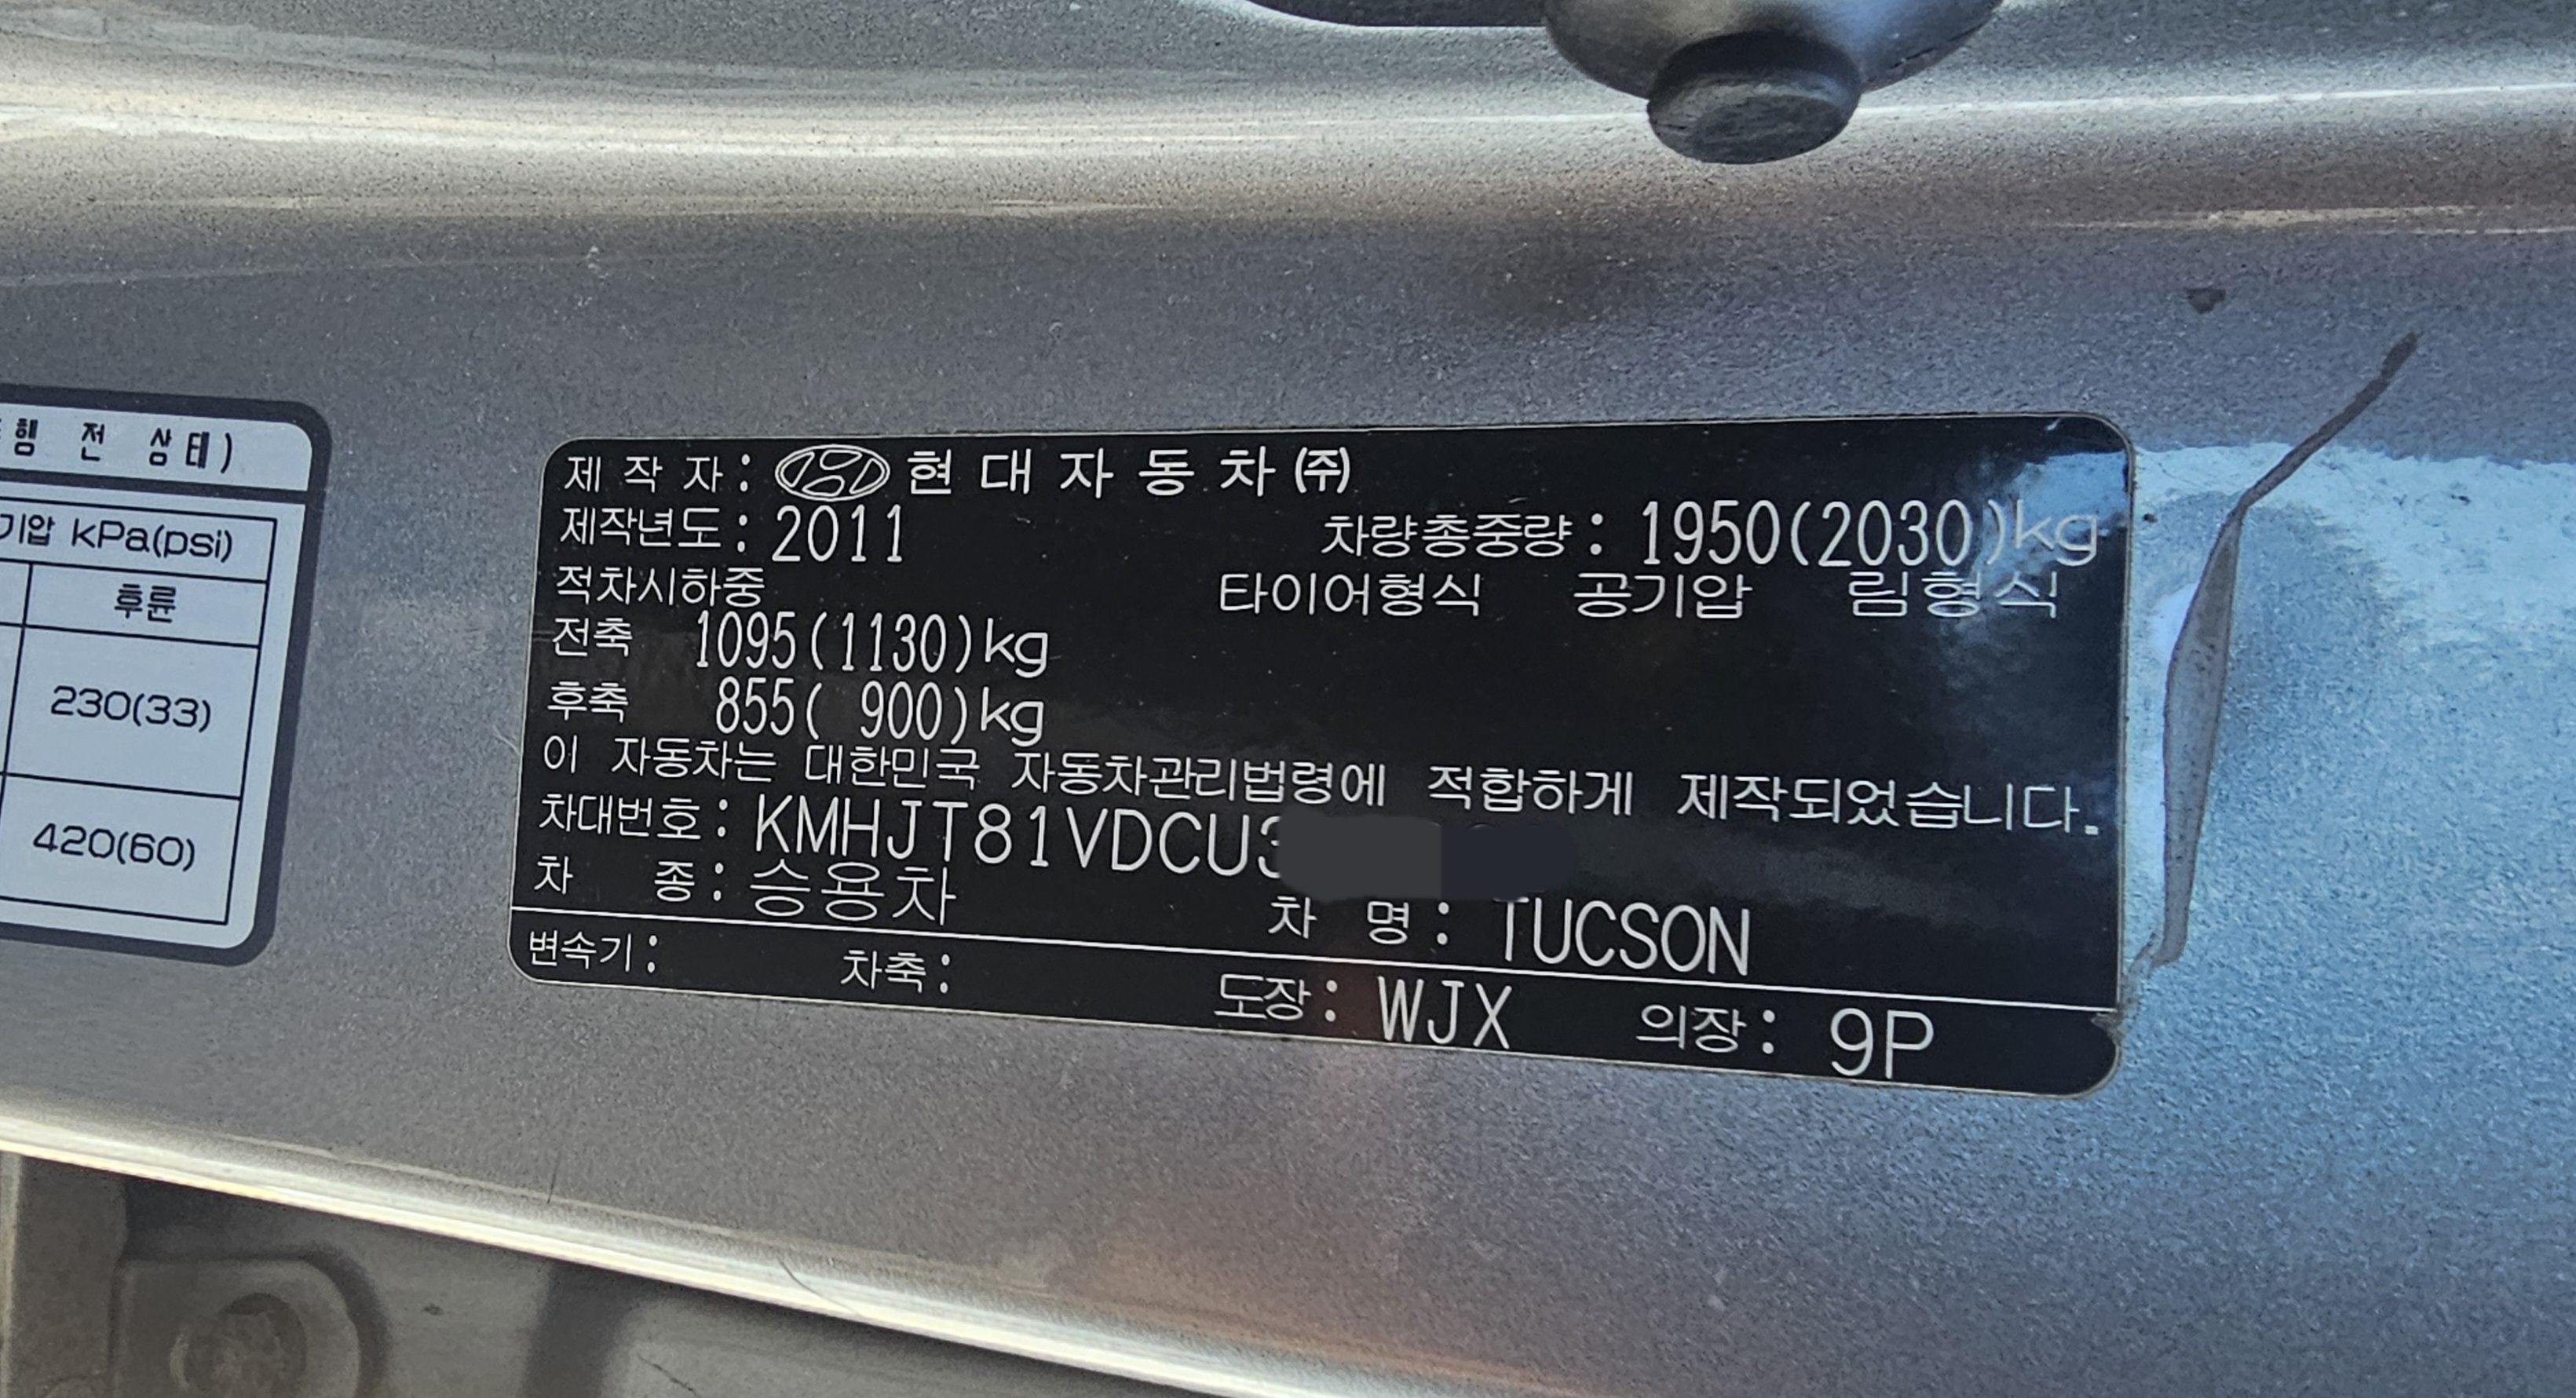 전 상태)
기압 kPa(psi)
후륜
230(33)
420(60)
제 작 자 : 현 대 자 동 차 ㈜
제작년도 : 2011 차량총중량 : 1950(2030)kg
적차시하중 타이어형식 공기압 림형식
전축 1095(1130)kg
후축 855( 900)kg
이 자동차는 대한민국 자동차관리법령에 적합하게 제작되었습니다.
차대번호 : KMHJT81VDCU3
차 종 : 승용차 차 명 : TUCSON
변속기 : 차축 : 도장 : WJX 의장 : 9P